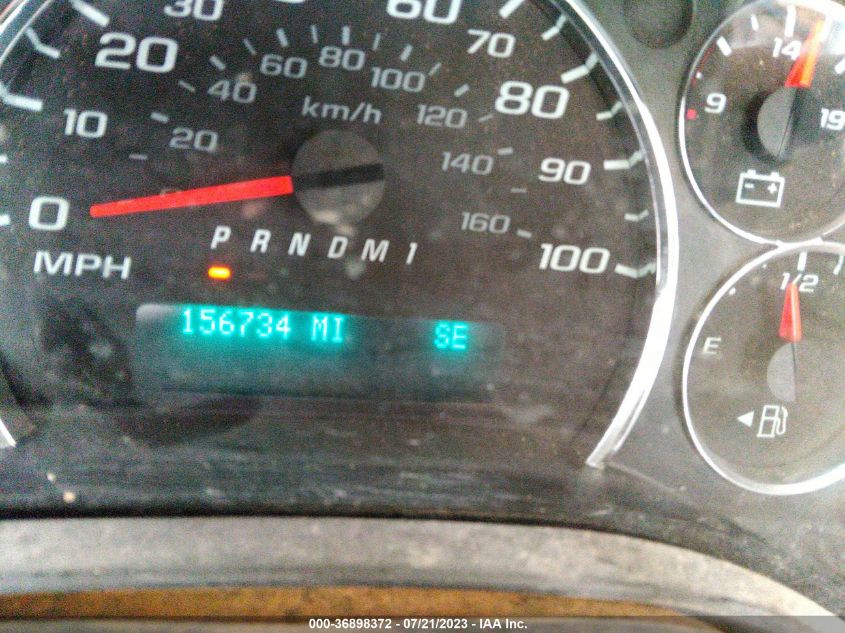 30 60
20 70
60 80 100
40 80
10 km/h 120
20 140 90
0 160
P R N D M 1 100
MPH
156734 MI SE
14
9 19
- +
1/2
E
000-36898372 - 07/21/2023 - IAA Inc.